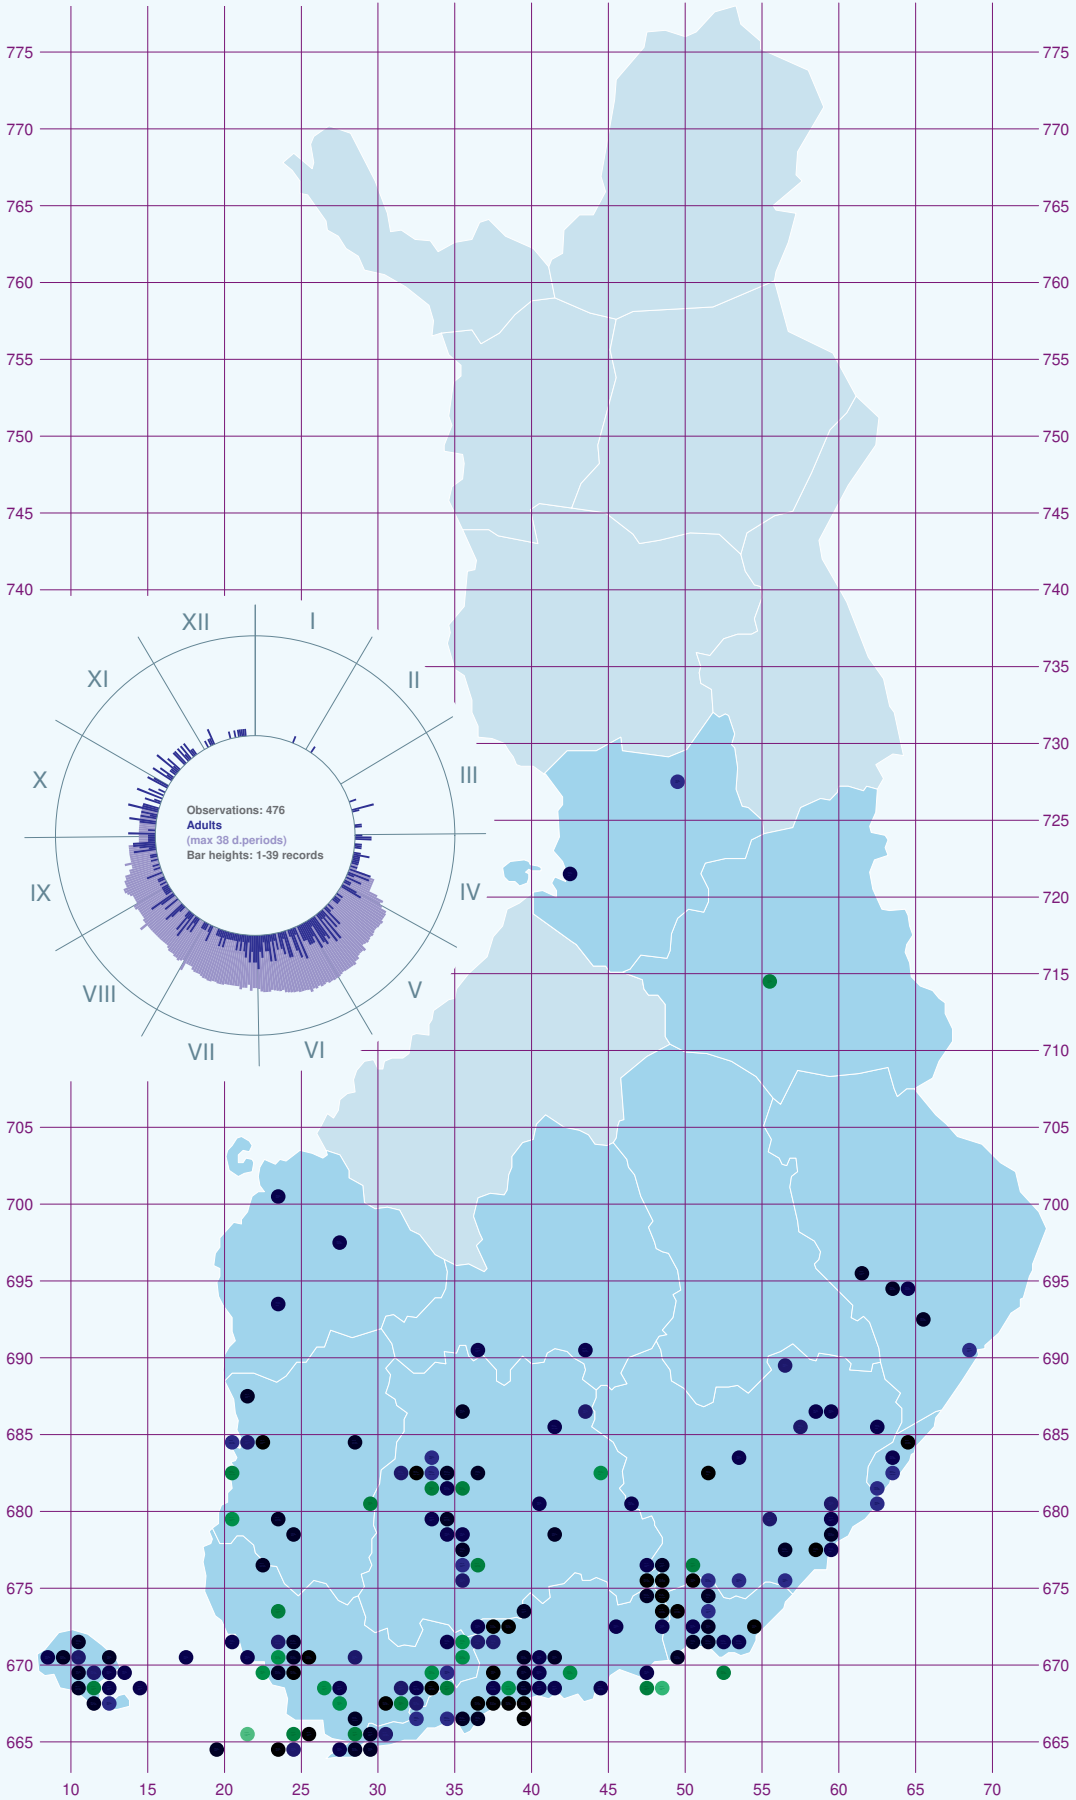 775 775
770 770
765 765
760 760
755 755
750 750
745 745
740 740
XII I
735 735
XI II
730 730
X III
725 725
Observations: 476
Adults
(max 38 d.periods)
Bar heights: 1-39 records
IX IV
720 720
715 715
VIII V
VII VI
710 710
705 705
700 700
695 695
690 690
685 685
680 680
675 675
670 670
665 665
10 15 20 25 30 35 40 45 50 55 60 65 70